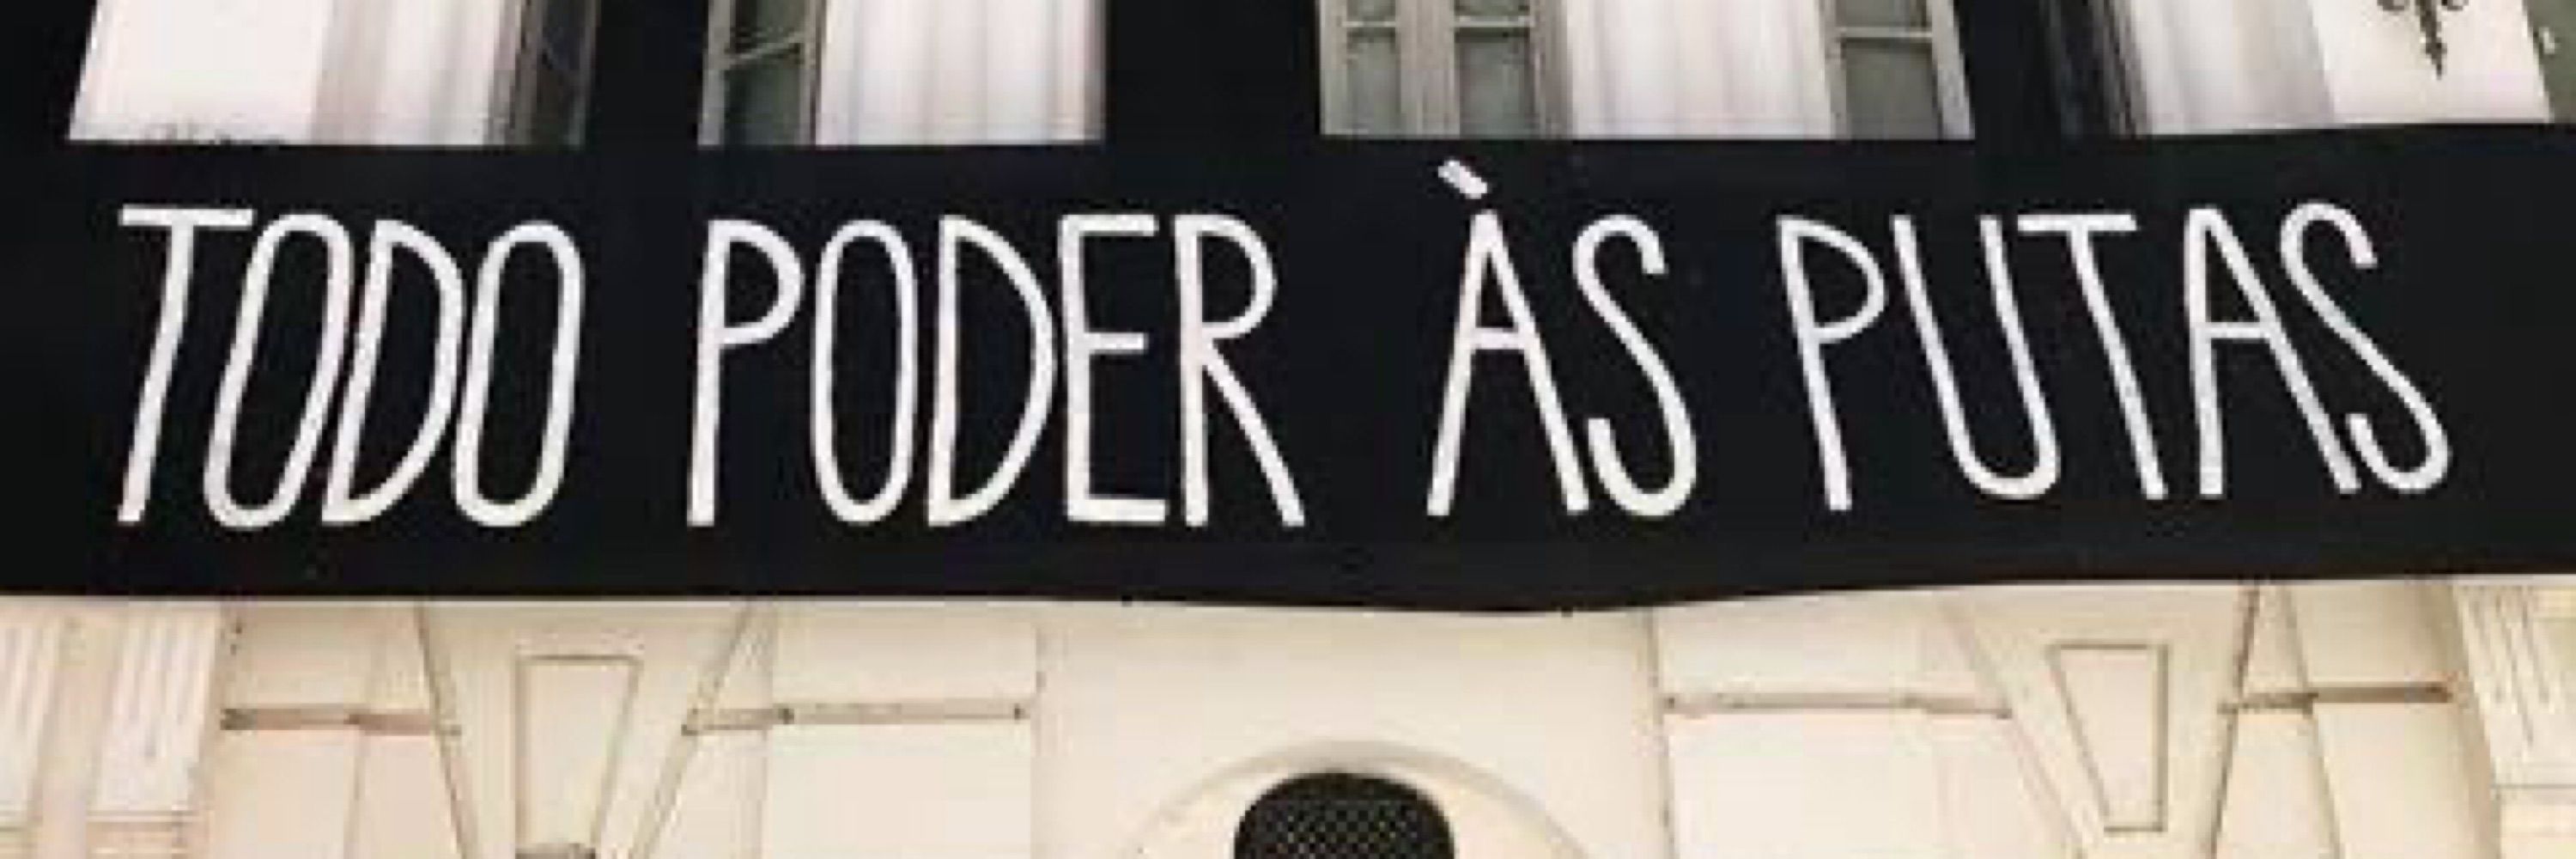 TODO PODER ÀS PUTAS